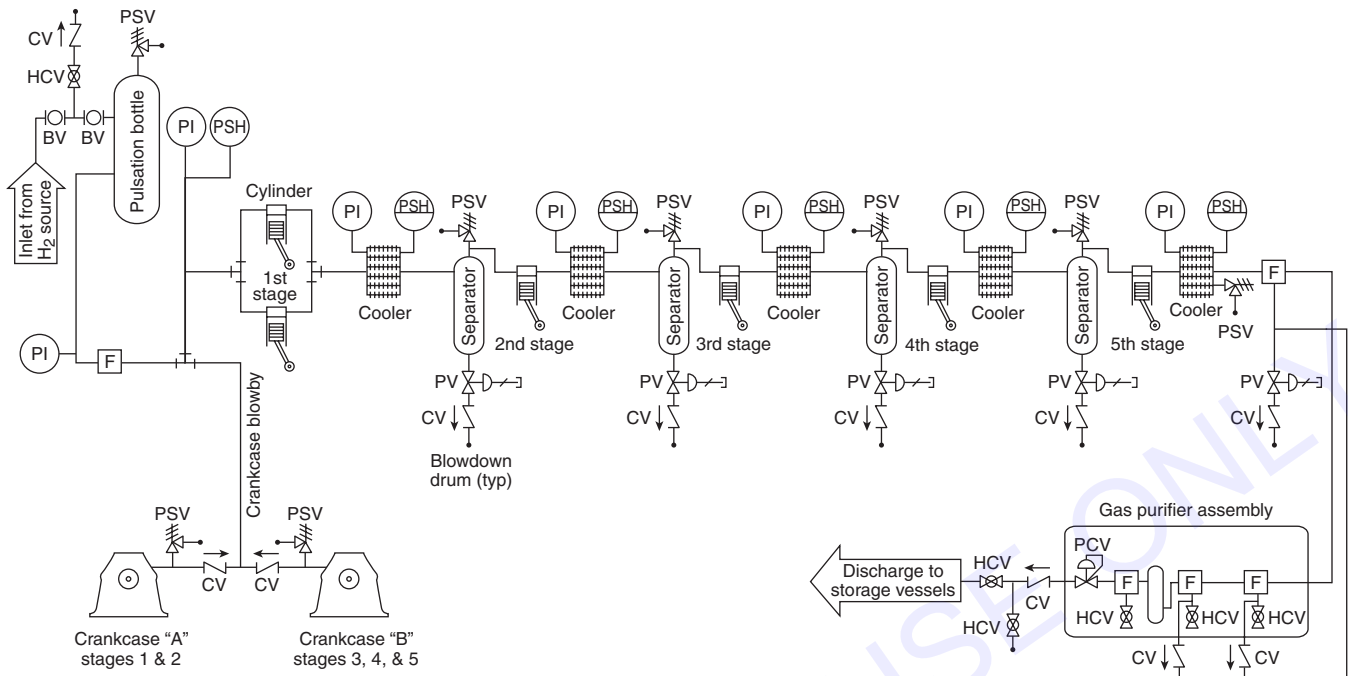 PSV
CV
HCV
BV BV
Pulsation bottle
Inlet from
H2 source
PI PSH
Cylinder
1st
stage
PI PSH PSV PI PSH PSV PI PSH PSV PI PSH PSV PI PSH
Cooler Separator Cooler Separator Cooler Separator Cooler Separator Cooler F
PSV
2nd stage 3rd stage 4th stage 5th stage
PI F
PV PV PV PV PV
CV CV CV CV CV
Blowdown
drum (typ)
Crankcase blowby
PSV PSV
CV CV
Crankcase “A”
stages 1 & 2
Crankcase “B”
stages 3, 4, & 5
Gas purifier assembly
PCV
F F F
HCV HCV HCV
Discharge to
storage vessels
HCV
CV
HCV
CV CV
USE ONLY